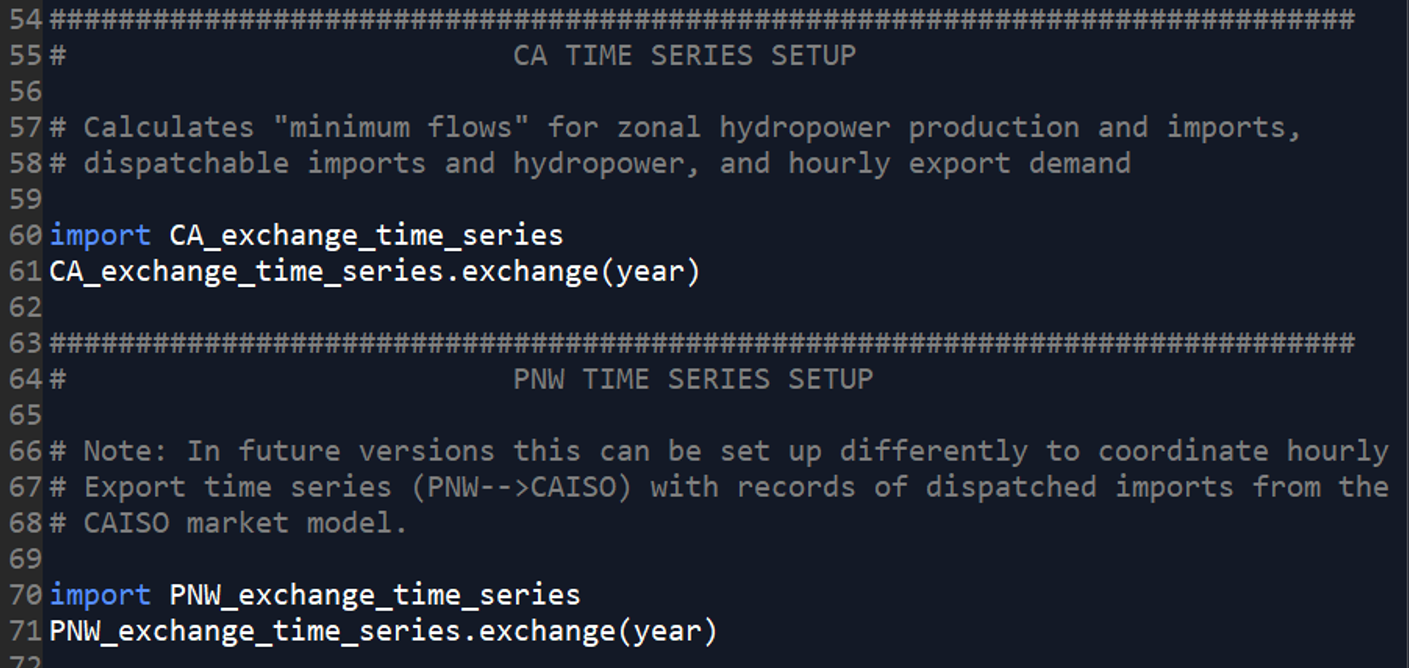 54 ############################################################################
55 #                          CA TIME SERIES SETUP
56
57 # Calculates "minimum flows" for zonal hydropower production and imports,
58 # dispatchable imports and hydropower, and hourly export demand
59
60 import CA_exchange_time_series
61 CA_exchange_time_series.exchange(year)
62
63 ############################################################################
64 #                          PNW TIME SERIES SETUP
65
66 # Note: In future versions this can be set up differently to coordinate hourly
67 # Export time series (PNW-->CAISO) with records of dispatched imports from the
68 # CAISO market model.
69
70 import PNW_exchange_time_series
71 PNW_exchange_time_series.exchange(year)
72